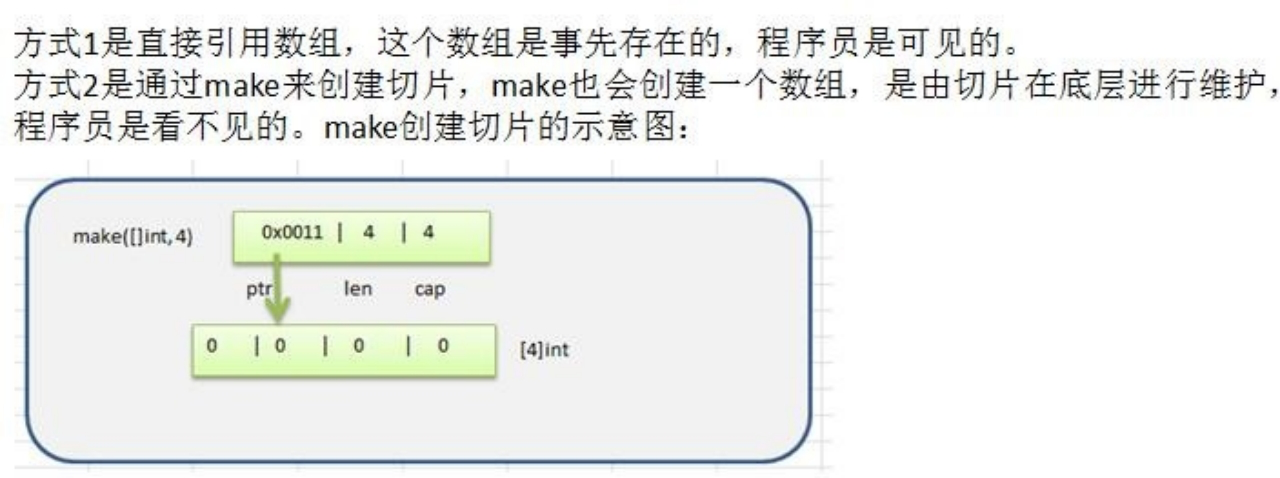 方式1是直接引用数组，这个数组是事先存在的，程序员是可见的。
方式2是通过make来创建切片，make也会创建一个数组，是由切片在底层进行维护，
程序员是看不见的。make创建切片的示意图：
make([]int, 4) 0x0011 | 4 | 4
ptr len cap
0 | 0 | 0 | 0 [4]int